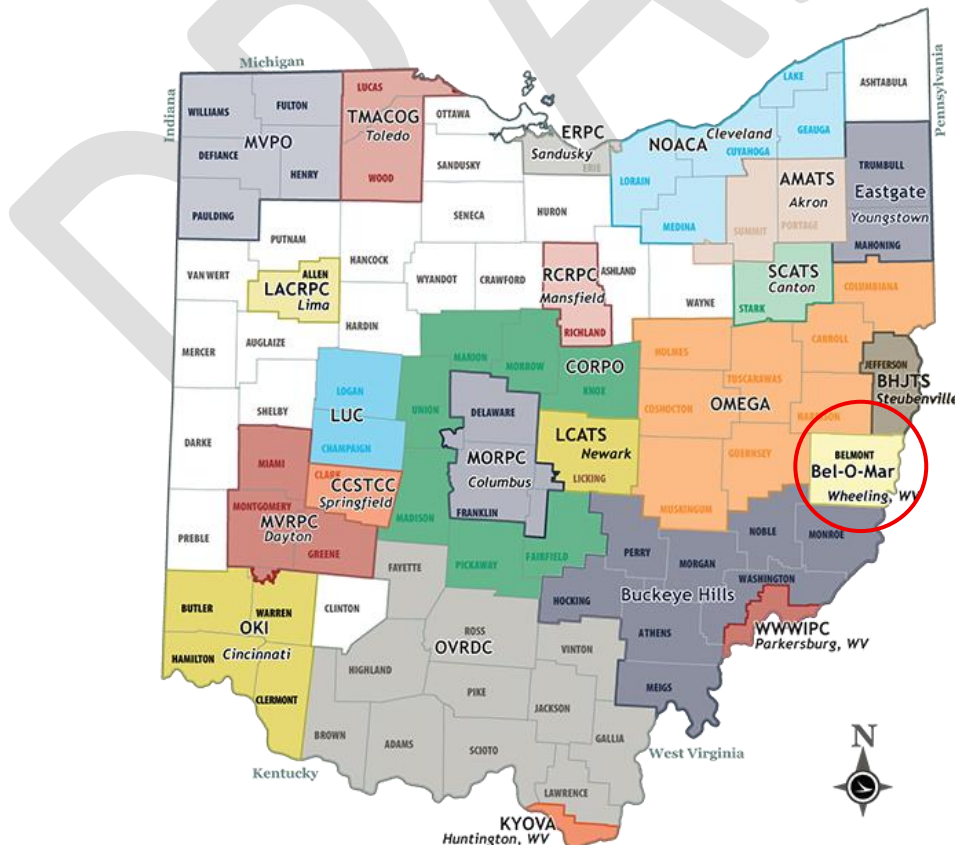 Michigan
Indiana
Pennsylvania
WILLIAMS
FULTON
LUCAS
TMACOG
Toledo
MVPO
DEFIANCE
HENRY
WOOD
PAULDING
OTTAWA
SANDUSKY
ERPC
Sandusky
ERIE
NOACA
Cleveland
LAKE
GEAUGA
CUYAHOGA
LORAIN
MEDINA
ASHTABULA
TRUMBULL
Eastgate
Youngstown
MAHONING
AMATS
Akron
SUMMIT
PORTAGE
SENECA
HURON
PUTNAM
HANCOCK
VAN WERT
ALLEN
LACRPC
Lima
WYANDOT
CRAWFORD
RCRPC
Mansfield
RICHLAND
ASHLAND
WAYNE
SCATS
Canton
STARK
COLUMBIANA
CARROLL
JEFFERSON
BHJTS
Steubenville
HARDIN
AUGLAIZE
MERCER
SHELBY
DARKE
LOGAN
LUC
CHAMPAIGN
MARION
MORROW
CORPO
KNOX
UNION
MADISON
PICKAWAY
FAIRFIELD
DELAWARE
MORPC
Columbus
FRANKLIN
LCATS
Newark
LICKING
HOLMES
TUSCARAWAS
COSHOCTON
OMEGA
HARRISON
GUERNSEY
MUSKINGUM
BELMONT
Bel-O-Mar
Wheeling, WV
MIAMI
CLARK
CCSTCC
Springfield
MONTGOMERY
MVRPC
Dayton
GREENE
PREBLE
BUTLER
WARREN
OKI
HAMILTON
Cincinnati
CLERMONT
CLINTON
FAYETTE
ROSS
OVRDC
HIGHLAND
VINTON
PIKE
JACKSON
BROWN
ADAMS
SCIOTO
GALLIA
LAWRENCE
PERRY
MORGAN
NOBLE
MONROE
WASHINGTON
HOCKING
Buckeye Hills
ATHENS
MEIGS
WWWIPC
Parkersburg, WV
Kentucky
West Virginia
KYOVA
Huntington, WV
N